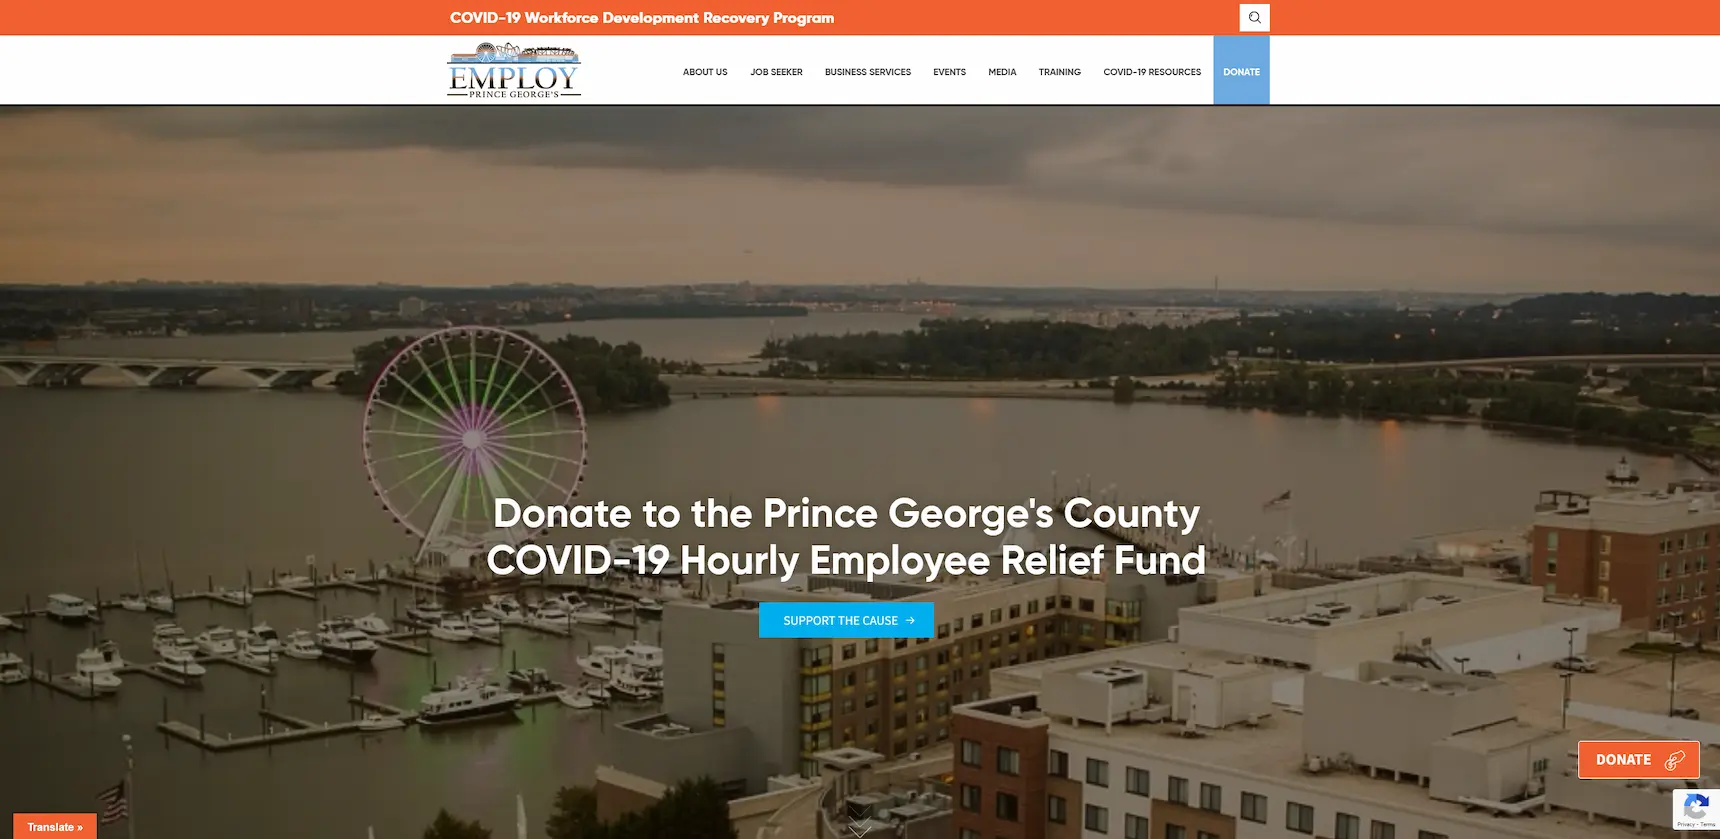 COVID-19 Workforce Development Recovery Program
EMPLOY
PRINCE GEORGE'S
ABOUT US
JOB SEEKER
BUSINESS SERVICES
EVENTS
MEDIA
TRAINING
COVID-19 RESOURCES
DONATE
Donate to the Prince George's County
COVID-19 Hourly Employee Relief Fund
SUPPORT THE CAUSE →
DONATE
Translate »
Privacy - Terms